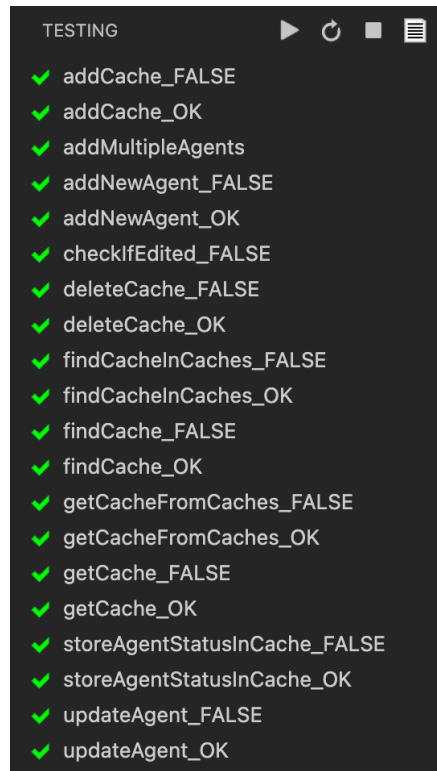 TESTING
addCache_FALSE
addCache_OK
addMultipleAgents
addNewAgent_FALSE
addNewAgent_OK
checkIfEdited_FALSE
deleteCache_FALSE
deleteCache_OK
findCacheInCaches_FALSE
findCacheInCaches_OK
findCache_FALSE
findCache_OK
getCacheFromCaches_FALSE
getCacheFromCaches_OK
getCache_FALSE
getCache_OK
storeAgentStatusInCache_FALSE
storeAgentStatusInCache_OK
updateAgent_FALSE
updateAgent_OK